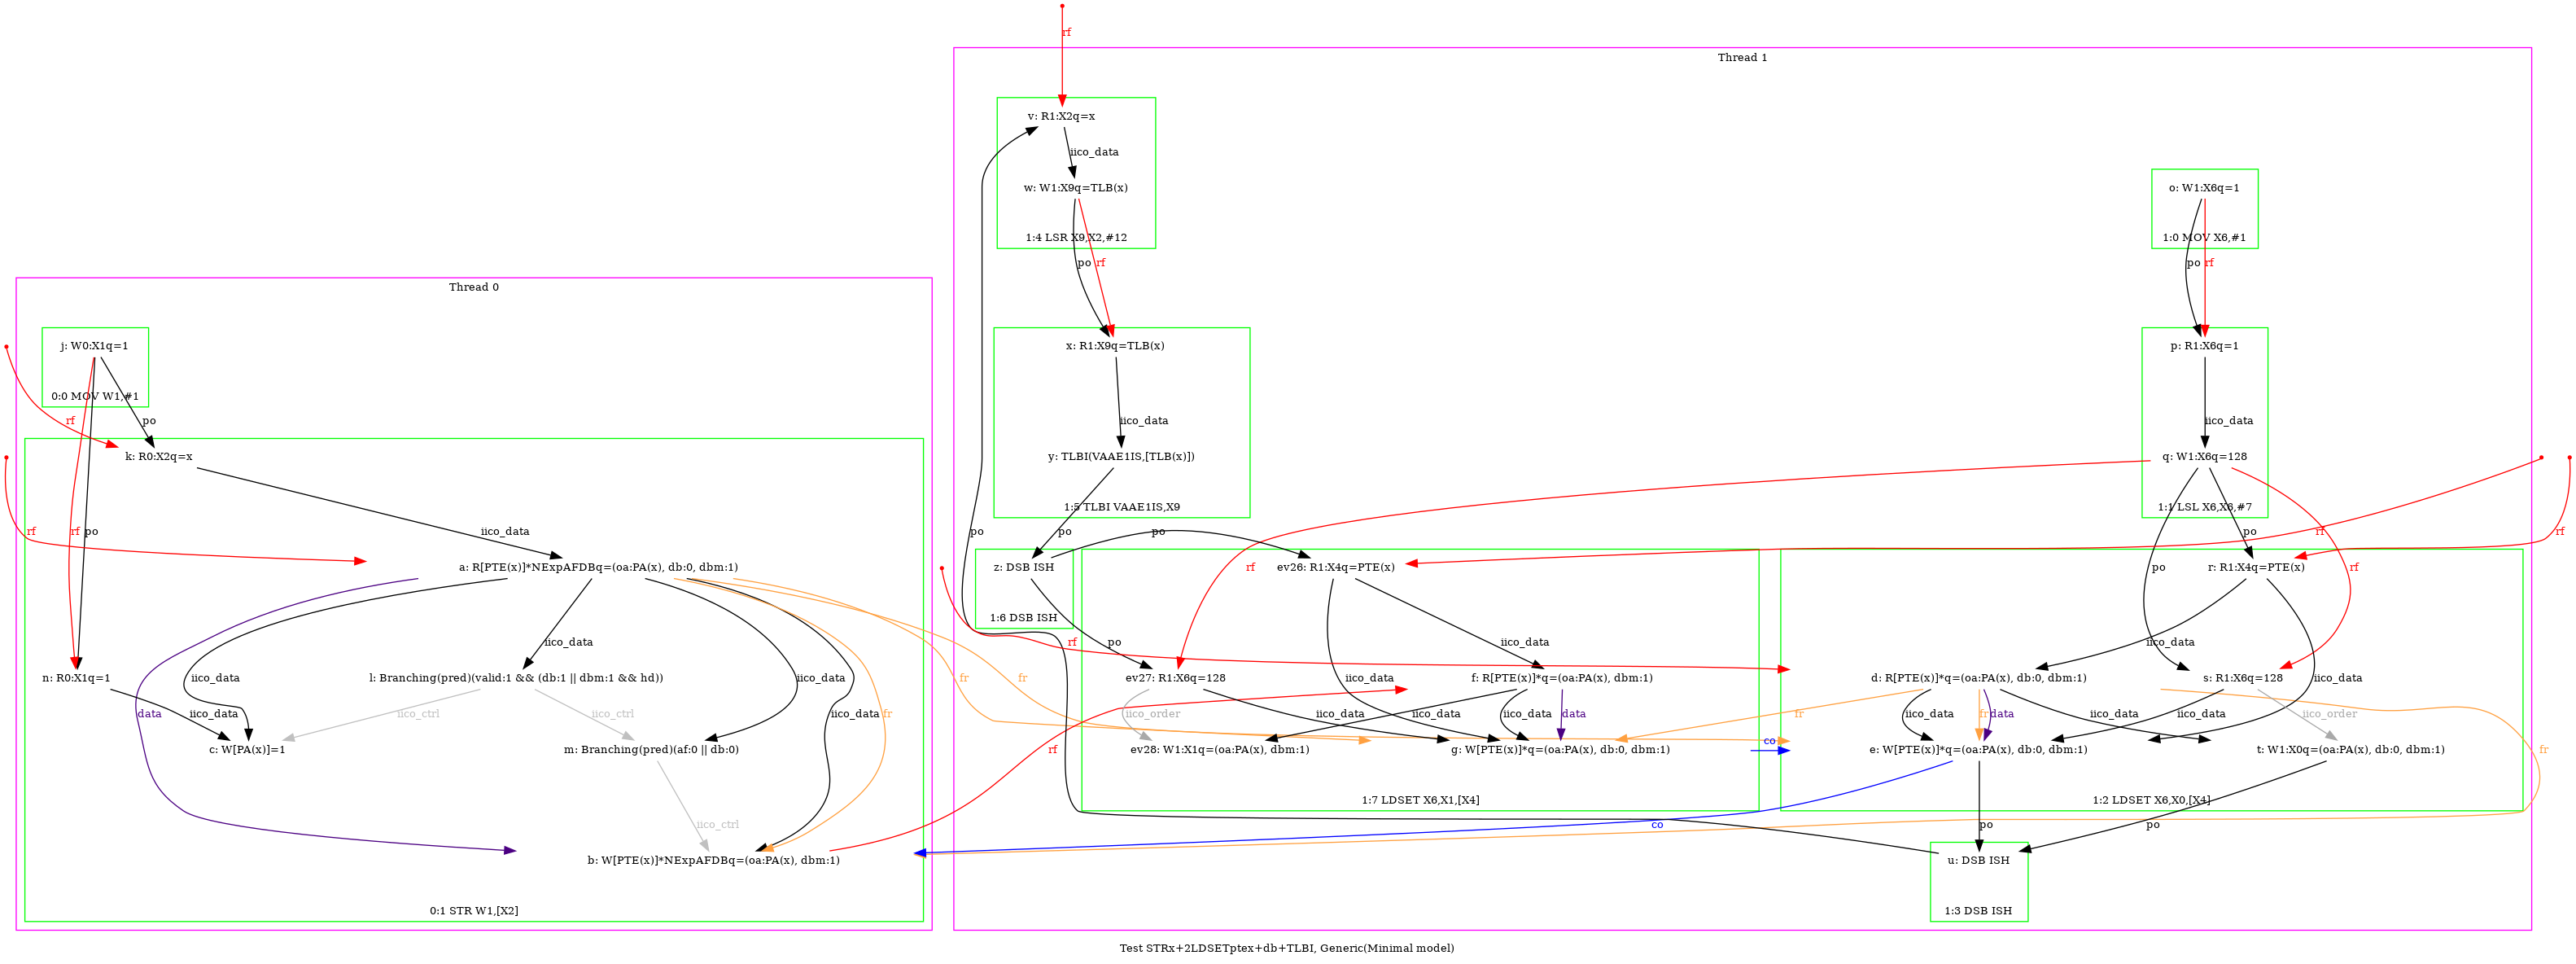 rf
Thread 1
v: R1:X2q=x
iico_data
w: W1:X9q=TLB(x)
1:4 LSR X9,X2,#12
po
rf
o: W1:X6q=1
1:0 MOV X6,#1
po
rf
Thread 0
j: W0:X1q=1
0:0 MOV W1,#1
x: R1:X9q=TLB(x)
p: R1:X6q=1
rf
po
iico_data
iico_data
k: R0:X2q=x
y: TLBI(VAAE1IS,[TLB(x)])
q: W1:X6q=128
1:5 TLBI VAAE1IS,X9
1:1 LSL X6,X6,#7
rf
rf
po
iico_data
po
po
po
po
rf
rf
a: R[PTE(x)]*NExpAFDBq=(oa:PA(x), db:0, dbm:1)
z: DSB ISH
ev26: R1:X4q=PTE(x)
rf
po
rf
r: R1:X4q=PTE(x)
1:6 DSB ISH
iico_data
rf
po
iico_data
iico_data
n: R0:X1q=1
l: Branching(pred)(valid:1 && (db:1 || dbm:1 && hd))
iico_data
iico_data
fr
fr
ev27: R1:X6q=128
iico_data
f: R[PTE(x)]*q=(oa:PA(x), dbm:1)
d: R[PTE(x)]*q=(oa:PA(x), db:0, dbm:1)
s: R1:X6q=128
iico_data
data
iico_data
iico_ctrl
iico_ctrl
iico_data
fr
iico_order
iico_data
iico_data
iico_data
data
fr
iico_data
fr
data
iico_data
iico_data
iico_order
c: W[PA(x)]=1
m: Branching(pred)(af:0 || db:0)
rf
ev28: W1:X1q=(oa:PA(x), dbm:1)
g: W[PTE(x)]*q=(oa:PA(x), db:0, dbm:1)
co
e: W[PTE(x)]*q=(oa:PA(x), db:0, dbm:1)
t: W1:X0q=(oa:PA(x), db:0, dbm:1)
fr
1:7 LDSET X6,X1,[X4]
1:2 LDSET X6,X0,[X4]
iico_ctrl
co
po
po
b: W[PTE(x)]*NExpAFDBq=(oa:PA(x), dbm:1)
u: DSB ISH
0:1 STR W1,[X2]
1:3 DSB ISH
Test STRx+2LDSETptex+db+TLBI, Generic(Minimal model)